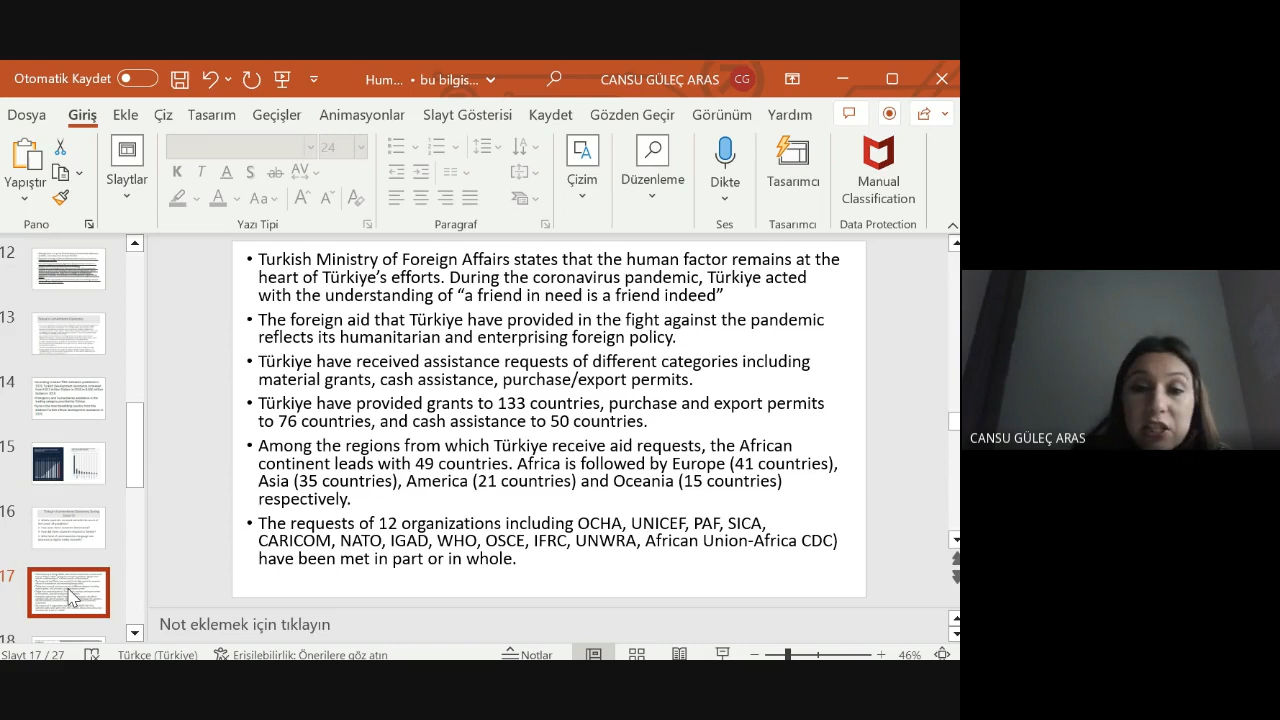 Otomatik Kaydet
Hum... • bu bilgis...
CANSU GÜLEÇ ARAS
CG
Dosya
Giriş
Ekle
Çiz
Tasarım
Geçişler
Animasyonlar
Slayt Gösterisi
Kaydet
Gözden Geçir
Görünüm
Yardım
24
Yapıştır
Slaytlar
K T A S ab AV
A Aa A A A
Çizim
Düzenleme
Dikte
Tasarımcı
Manual
Classification
Pano
Yazı Tipi
Paragraf
Ses
Tasarımcı
Data Protection
12
13
14
15
16
17
18
• Turkish Ministry of Foreign Affairs states that the human factor remains at the
heart of Türkiye's efforts. During the coronavirus pandemic, Türkiye acted
with the understanding of “a friend in need is a friend indeed”
• The foreign aid that Türkiye has provided in the fight against the pandemic
reflects humanitarian and enterprising foreign policy.
• Türkiye have received assistance requests of different categories including
material grants, cash assistance, purchase/export permits.
• Türkiye have provided grants to 123 countries, purchase and export permits
to 76 countries, and cash assistance to 50 countries.
• Among the regions from which Türkiye receive aid requests, the African
continent leads with 49 countries. Africa is followed by Europe (41 countries),
Asia (35 countries), America (21 countries) and Oceania (15 countries)
respectively.
• The requests of 12 organizations including OCHA, UNICEF, PAF, SICA,
CARICOM, NATO, IGAD, WHO, OSCE, IFRC, UNWRA, African Union-Africa CDC)
have been met in part or in whole.
Not eklemek için tıklayın
Slayt 17 / 27
Türkçe (Türkiye)
Erişilebilirlik: Önerilere göz atın
Notlar
46%
CANSU GÜLEÇ ARAS